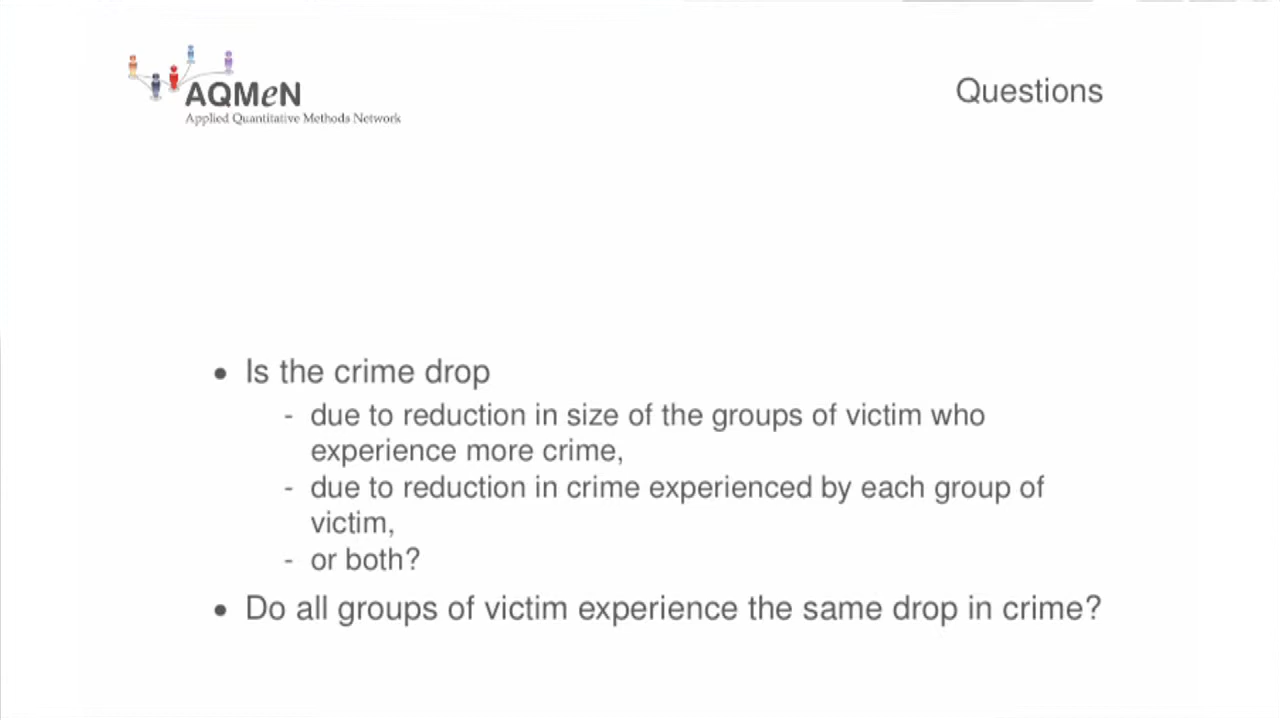 AQMeN
Applied Quantitative Methods Network
Questions
• Is the crime drop
- due to reduction in size of the groups of victim who
experience more crime,
- due to reduction in crime experienced by each group of
victim,
- or both?
• Do all groups of victim experience the same drop in crime?